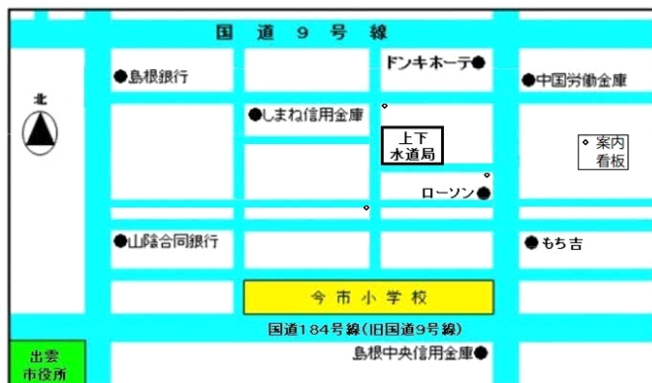 国道9号線
ドンキホーテ
島根銀行
中国労働金庫
北
しまね信用金庫
上下
水道局
案内
看板
ローソン
山陰合同銀行
もち吉
今市小学校
国道184号線(旧国道9号線)
出雲
市役所
島根中央信用金庫